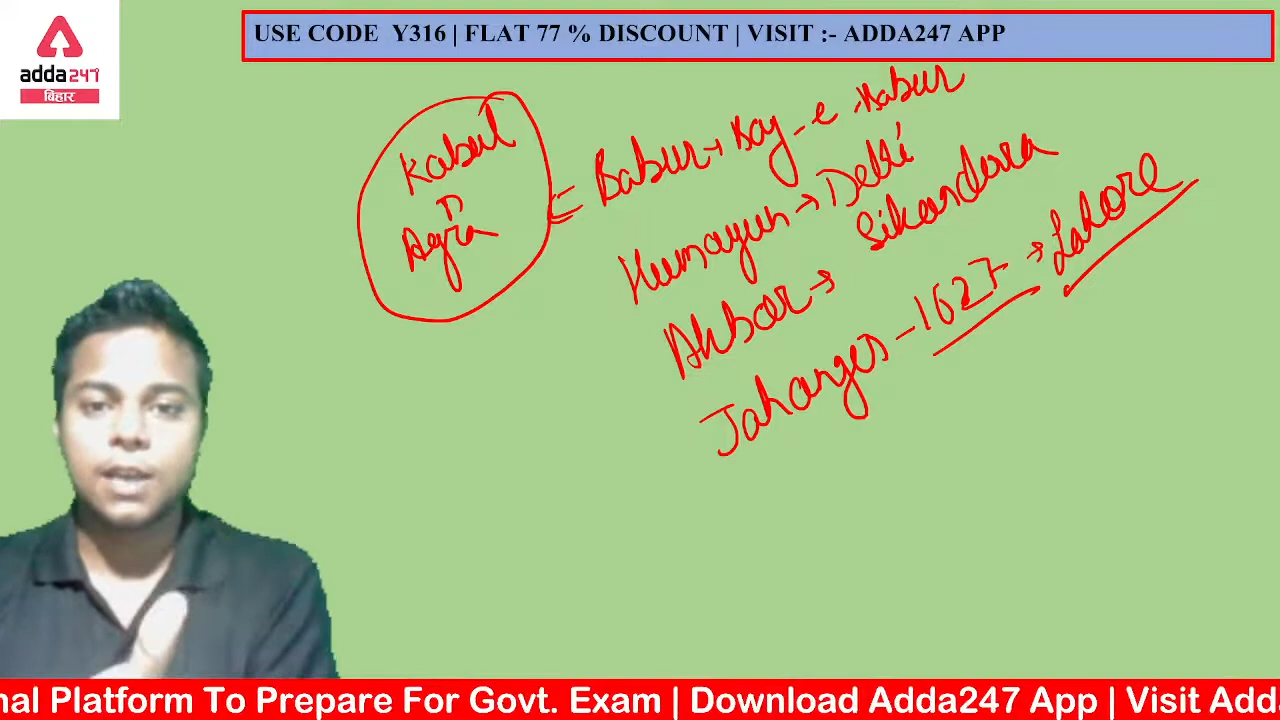 USE CODE Y316 | FLAT 77 % DISCOUNT | VISIT :- ADDA247 APP
adda247
बिहार
Kabul
Agra
Babur → Bag-e-Babur
Humayun → Delhi
Akbar → Sikandara
Jahanger - 1627 → Lahore
nal Platform To Prepare For Govt. Exam | Download Adda247 App | Visit Add